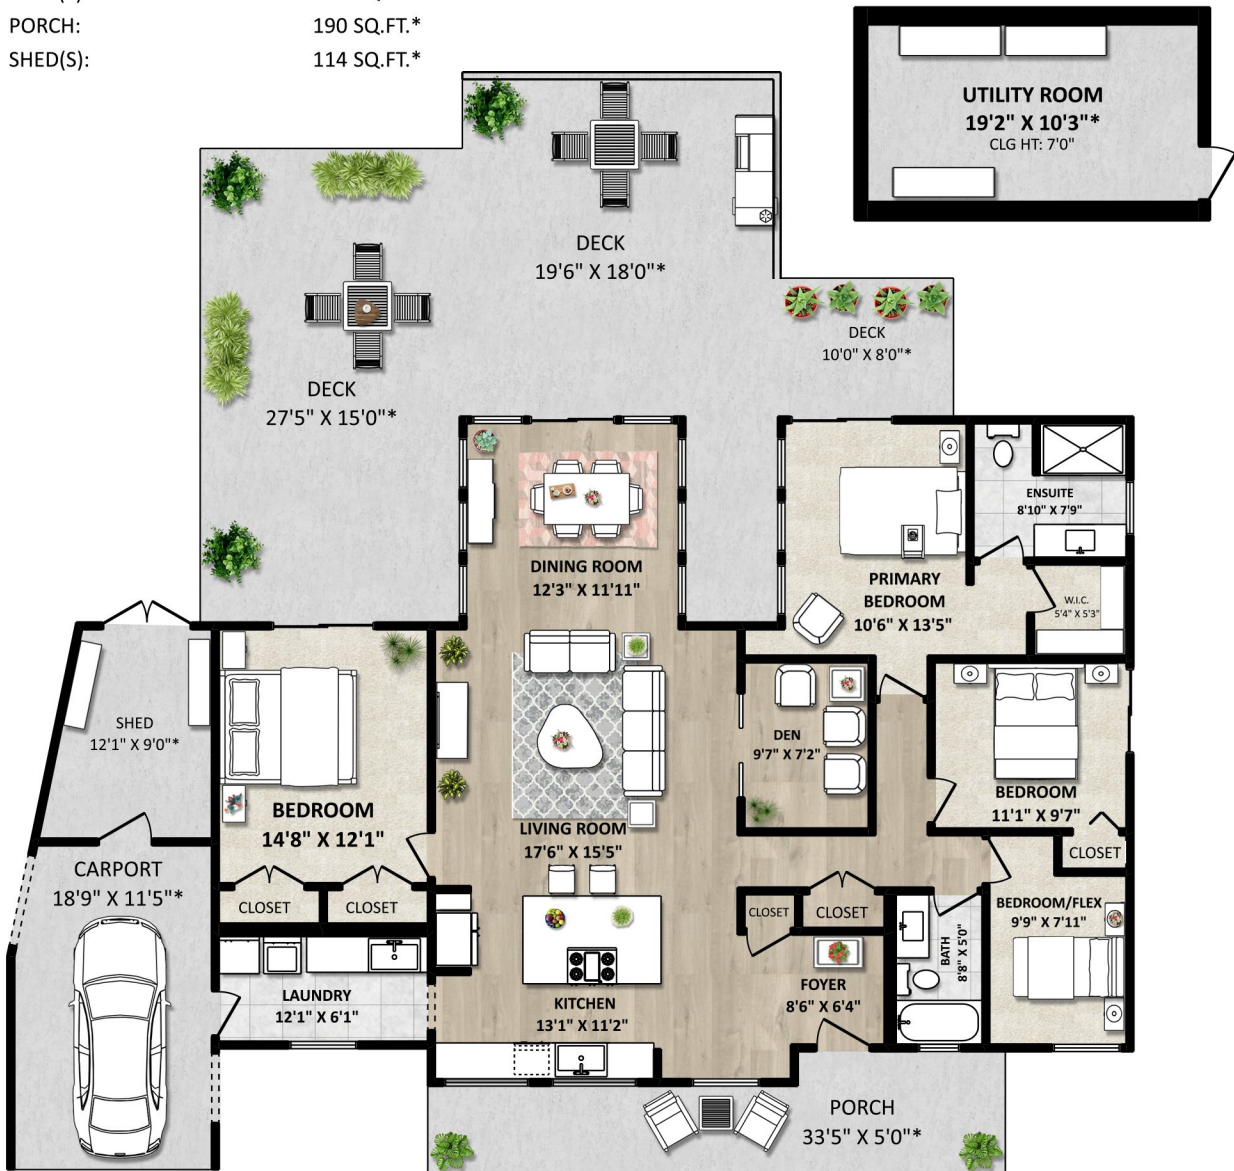 PORCH: 190 SQ.FT.*
SHED(S): 114 SQ.FT.*
UTILITY ROOM
19'2" X 10'3"*
CLG HT: 7'0"
DECK
19'6" X 18'0"*
DECK
10'0" X 8'0"*
DECK
27'5" X 15'0"*
ENSUITE
8'10" X 7'9"
DINING ROOM
12'3" X 11'11"
PRIMARY
BEDROOM
10'6" X 13'5"
W.I.C.
5'4" X 5'3"
SHED
12'1" X 9'0"*
DEN
9'7" X 7'2"
BEDROOM
14'8" X 12'1"
BEDROOM
11'1" X 9'7"
LIVING ROOM
17'6" X 15'5"
CLOSET
CARPORT
18'9" X 11'5"*
CLOSET
CLOSET
CLOSET
CLOSET
BEDROOM/FLEX
9'9" X 7'11"
BATH
8'8" X 5'0"
LAUNDRY
12'1" X 6'1"
KITCHEN
13'1" X 11'2"
FOYER
8'6" X 6'4"
PORCH
33'5" X 5'0"*